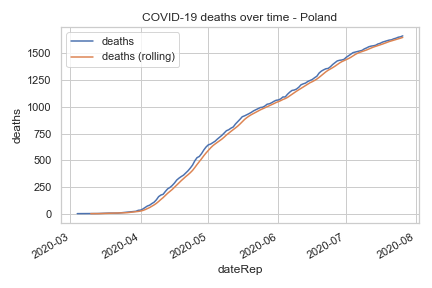 COVID-19 deaths over time - Poland
deaths
deaths (rolling)
1500
1250
1000
750
500
250
0
deaths
2020-03
2020-04
2020-05
2020-06
2020-07
2020-08
dateRep